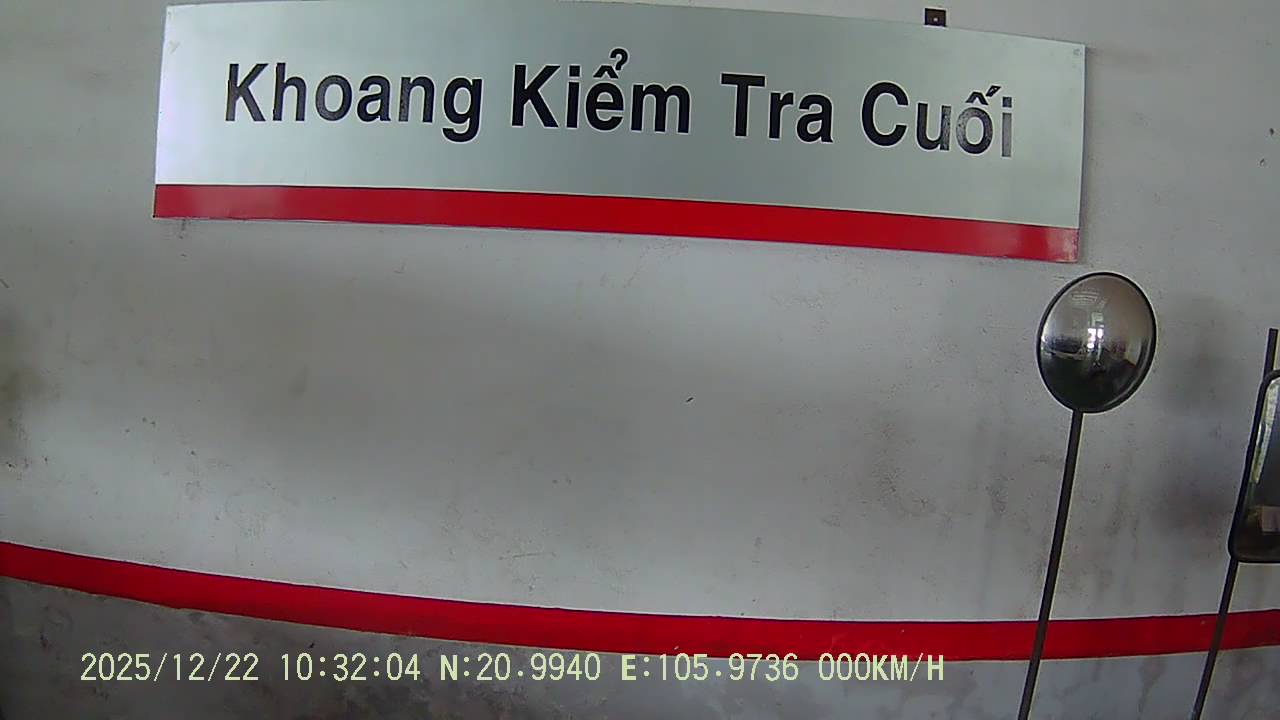 Khoang Kiểm Tra Cuối
2025/12/22 10:32:04 N:20.9940 E:105.9736 000KM/H